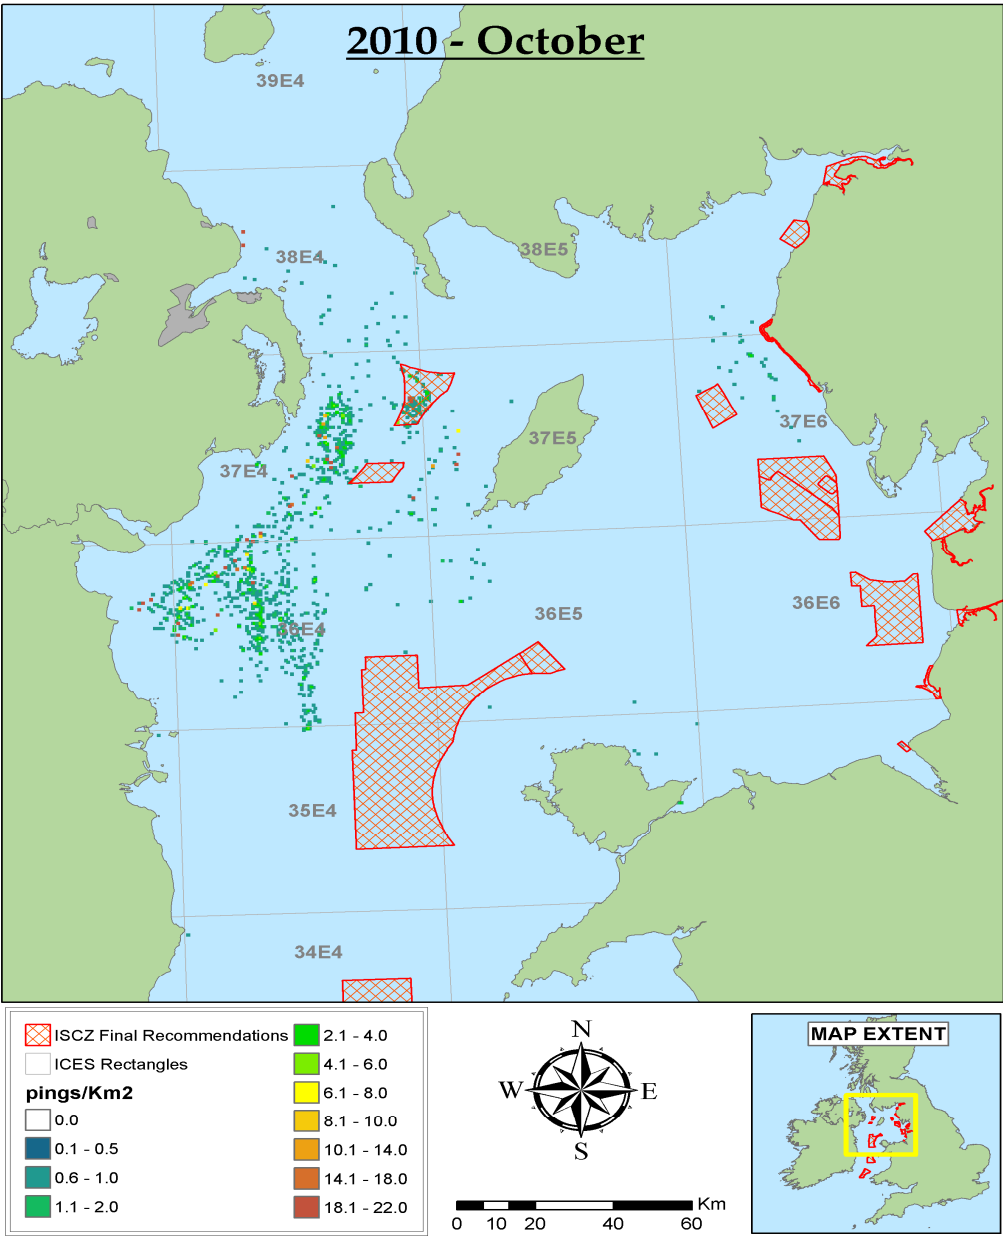 2010 - October
39E4
38E4
38E5
37E4
37E5
37E6
36E4
36E5
36E6
35E4
34E4
ISCZ Final Recommendations
ICES Rectangles
pings/Km2
0.0
0.1 - 0.5
0.6 - 1.0
1.1 - 2.0
2.1 - 4.0
4.1 - 6.0
6.1 - 8.0
8.1 - 10.0
10.1 - 14.0
14.1 - 18.0
18.1 - 22.0
N
W E
S
Km
0 10 20 40 60
MAP EXTENT